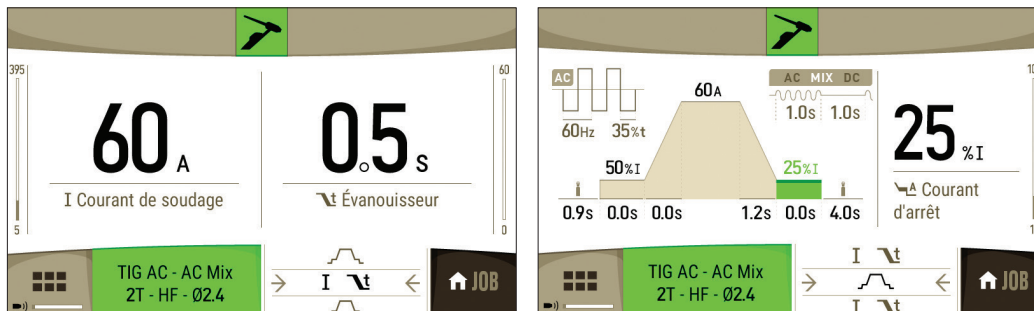 395
60
60 A
0.5 s
I Courant de soudage
t Évanouisseur
5
0
TIG AC - AC Mix
2T - HF - Ø2.4
I t
JOB
AC
60Hz
35%t
60A
AC MIX DC
1.0s 1.0s
50%I
25%I
0.9s 0.0s 0.0s 1.2s 0.0s 4.0s
25 %I
A Courant
d'arrêt
10
1
TIG AC - AC Mix
2T - HF - Ø2.4
I t
I t
JOB